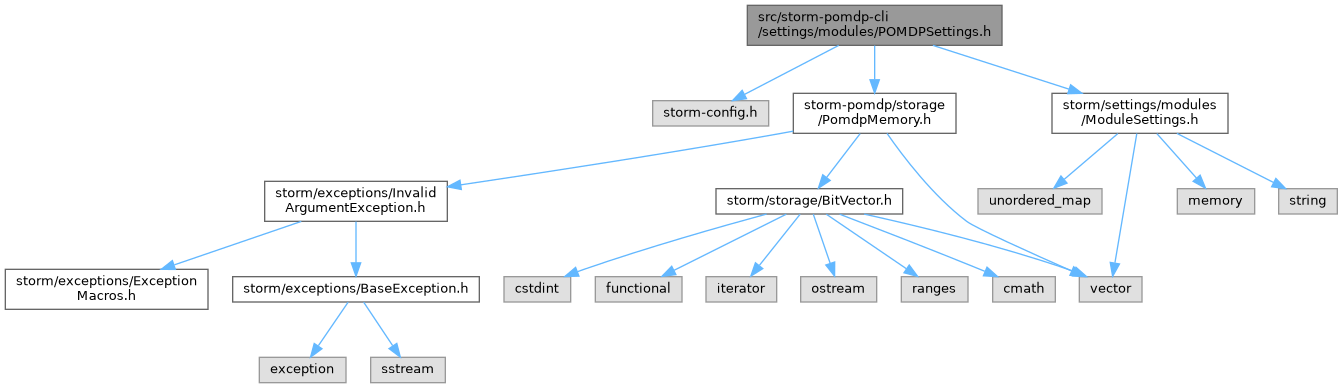 src/storm-pomdp-cli
/settings/modules/POMDPSettings.h
storm-config.h
storm-pomdp/storage
/PomdpMemory.h
storm/settings/modules
/ModuleSettings.h
storm/exceptions/Invalid
ArgumentException.h
storm/storage/BitVector.h
unordered_map
memory
string
storm/exceptions/Exception
Macros.h
storm/exceptions/BaseException.h
cstdint
functional
iterator
ostream
ranges
cmath
vector
exception
sstream